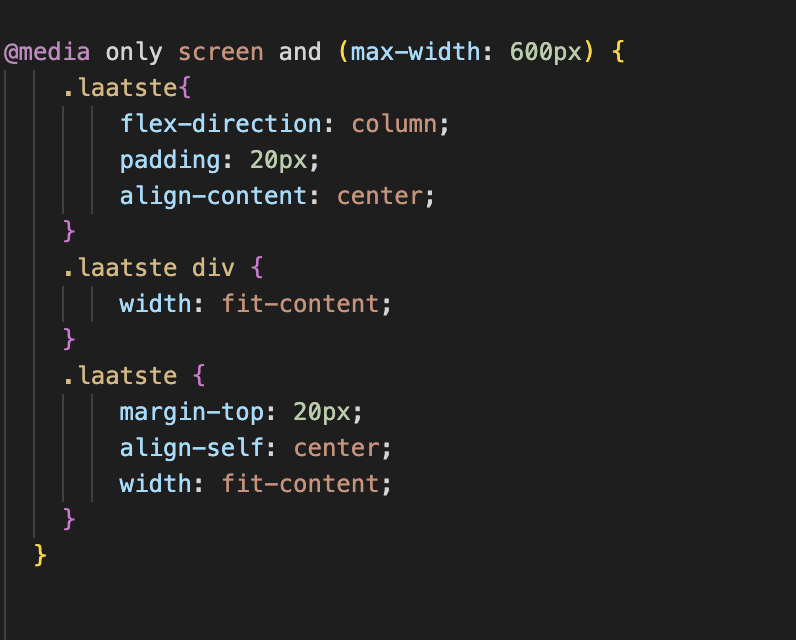 @media only screen and (max-width: 600px) {
.laatste{
flex-direction: column;
padding: 20px;
align-content: center;
}
.laatste div {
width: fit-content;
}
.laatste {
margin-top: 20px;
align-self: center;
width: fit-content;
}
}